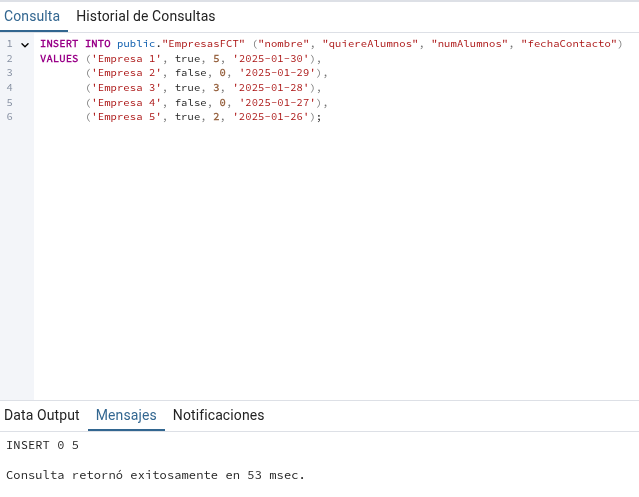 Consulta Historial de Consultas
1 INSERT INTO public."EmpresasFCT" ("nombre", "quiereAlumnos", "numAlumnos", "fechaContacto")
2 VALUES ('Empresa 1', true, 5, '2025-01-30'),
3 ('Empresa 2', false, 0, '2025-01-29'),
4 ('Empresa 3', true, 3, '2025-01-28'),
5 ('Empresa 4', false, 0, '2025-01-27'),
6 ('Empresa 5', true, 2, '2025-01-26');
Data Output Mensajes Notificaciones
INSERT 0 5
Consulta retornó exitosamente en 53 msec.